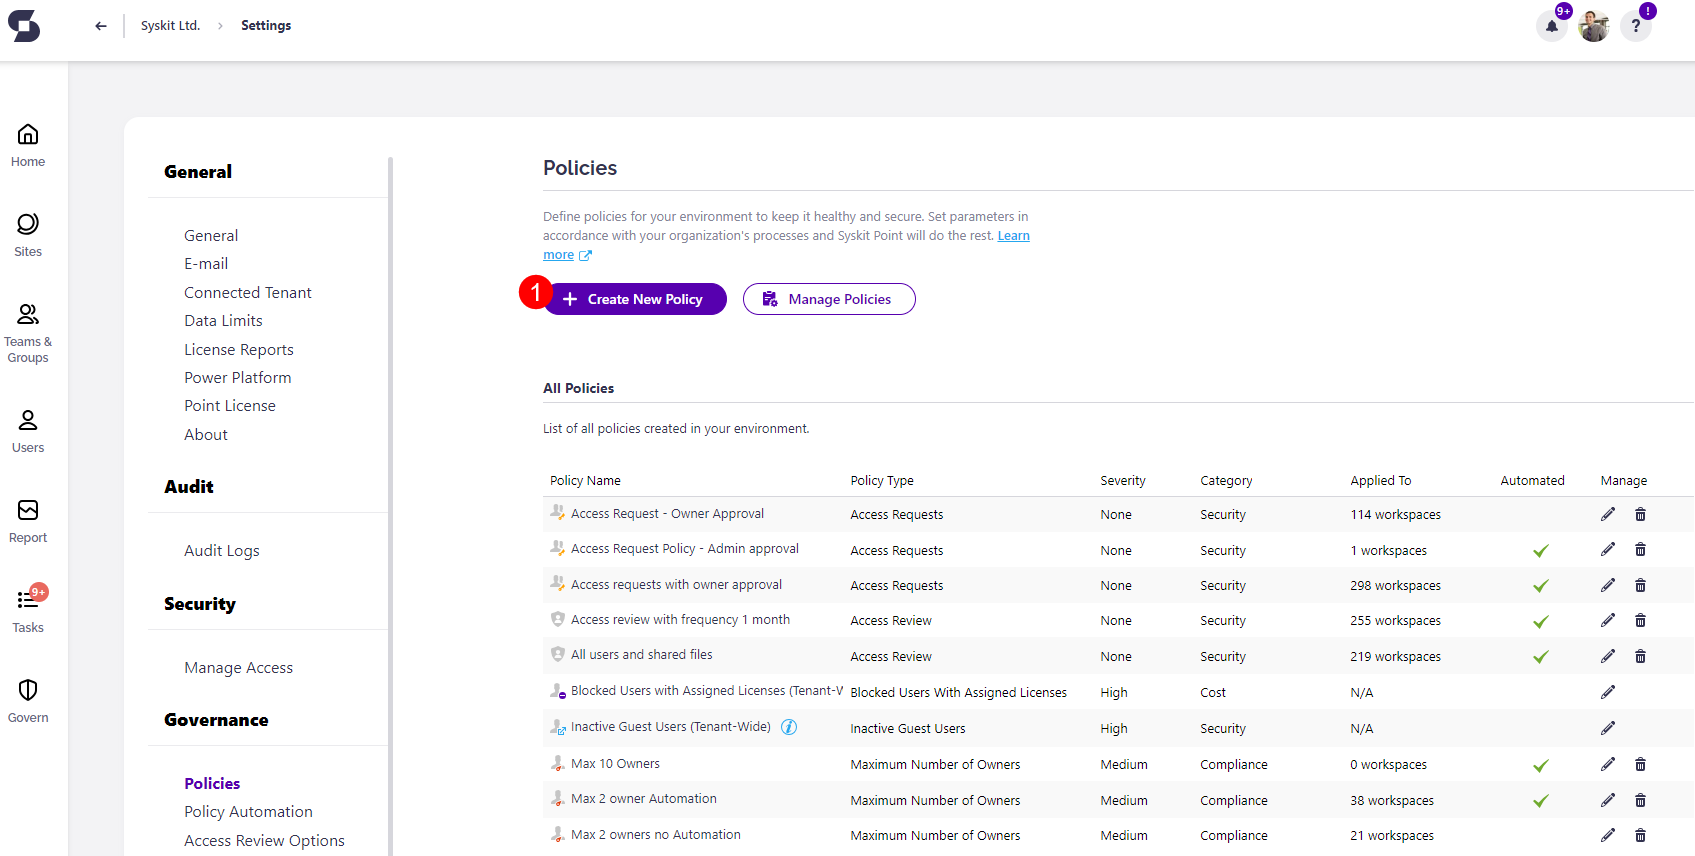 Syskit Ltd.
Settings
9+
!
?
Home
Sites
Teams &
Groups
Users
Report
9+
Tasks
Govern
General
General
E-mail
Connected Tenant
Data Limits
License Reports
Power Platform
Point License
About
Audit
Audit Logs
Security
Manage Access
Governance
Policies
Policy Automation
Access Review Options
Policies
Define policies for your environment to keep it healthy and secure. Set parameters in
accordance with your organization's processes and Syskit Point will do the rest. Learn
more
1
Create New Policy
Manage Policies
All Policies
List of all policies created in your environment.
Policy Name Policy Type Severity Category Applied To Automated Manage
Access Request - Owner Approval Access Requests None Security 114 workspaces
Access Request Policy - Admin approval Access Requests None Security 1 workspaces
Access requests with owner approval Access Requests None Security 298 workspaces
Access review with frequency 1 month Access Review None Security 255 workspaces
All users and shared files Access Review None Security 219 workspaces
Blocked Users with Assigned Licenses (Tenant-W Blocked Users With Assigned Licenses High Cost N/A
Inactive Guest Users (Tenant-Wide) i Inactive Guest Users High Security N/A
Max 10 Owners Maximum Number of Owners Medium Compliance 0 workspaces
Max 2 owner Automation Maximum Number of Owners Medium Compliance 38 workspaces
Max 2 owners no Automation Maximum Number of Owners Medium Compliance 21 workspaces